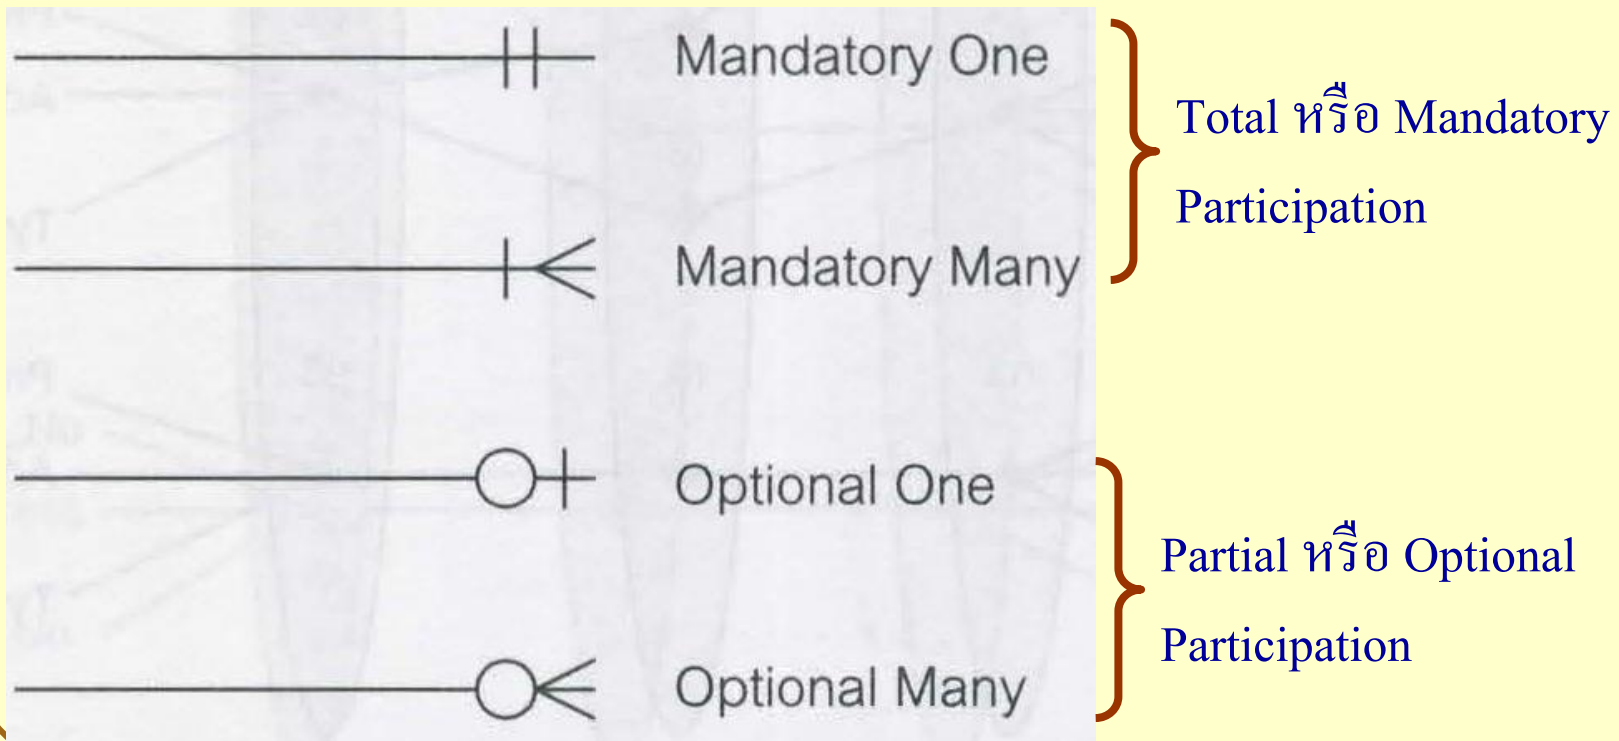 Mandatory One
Total หรือ Mandatory
Participation
Mandatory Many
Optional One
Partial หรือ Optional
Participation
Optional Many